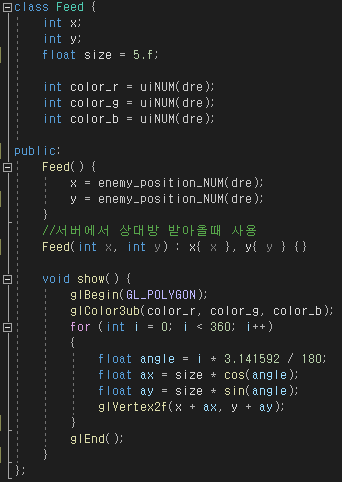 class Feed {
    int x;
    int y;
    float size = 5.f;

    int color_r = uiNUM(dre);
    int color_g = uiNUM(dre);
    int color_b = uiNUM(dre);

public:
    Feed() {
        x = enemy_position_NUM(dre);
        y = enemy_position_NUM(dre);
    }
    //서버에서 상대방 받아올때 사용
    Feed(int x, int y) : x{ x }, y{ y } {}

    void show() {
        glBegin(GL_POLYGON);
        glColor3ub(color_r, color_g, color_b);
        for (int i = 0; i < 360; i++)
        {
            float angle = i * 3.141592 / 180;
            float ax = size * cos(angle);
            float ay = size * sin(angle);
            glVertex2f(x + ax, y + ay);
        }
        glEnd();
    }
};